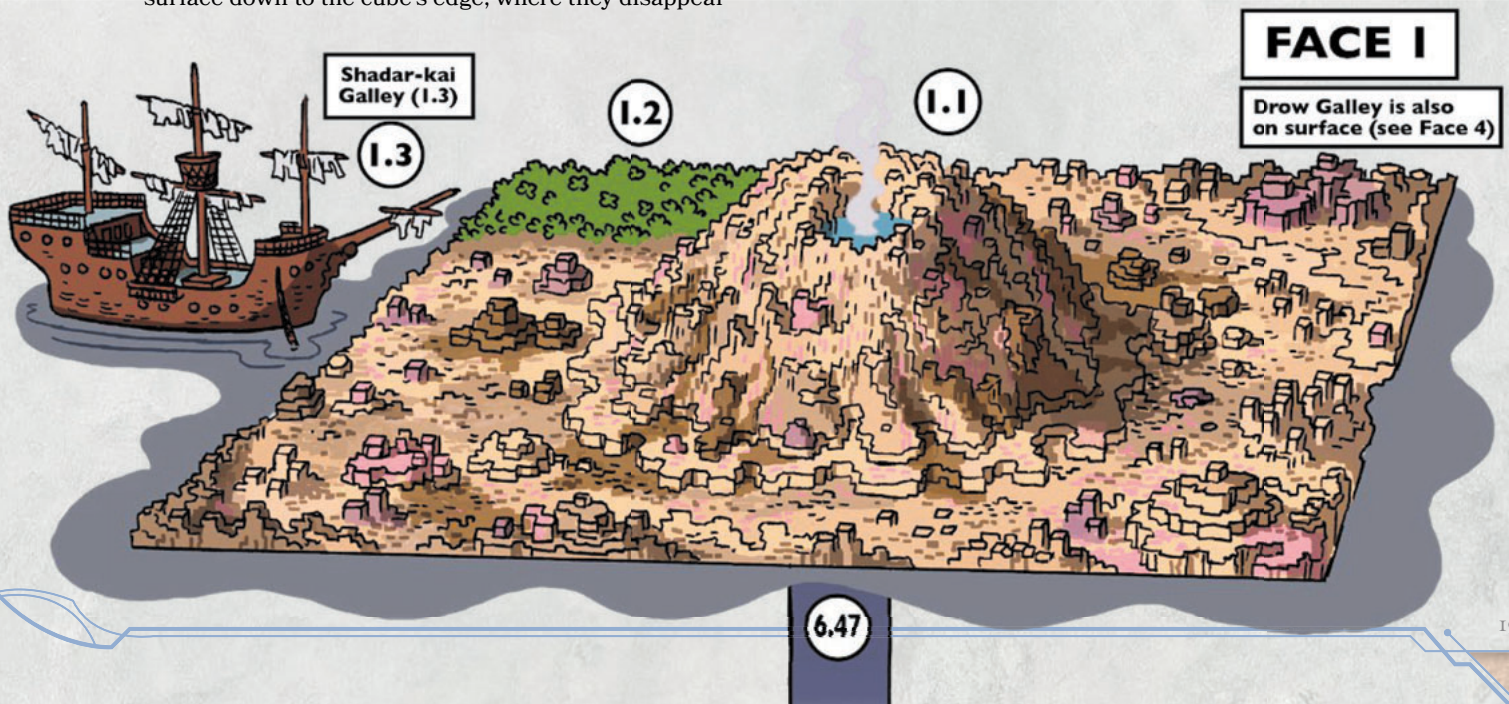 surface down to the cube's edge, where they disappear
FACE 1
Shadar-kai
Galley (1.3)
1.2
1.1
Drow Galley is also
on surface (see Face 4)
1.3
6.47